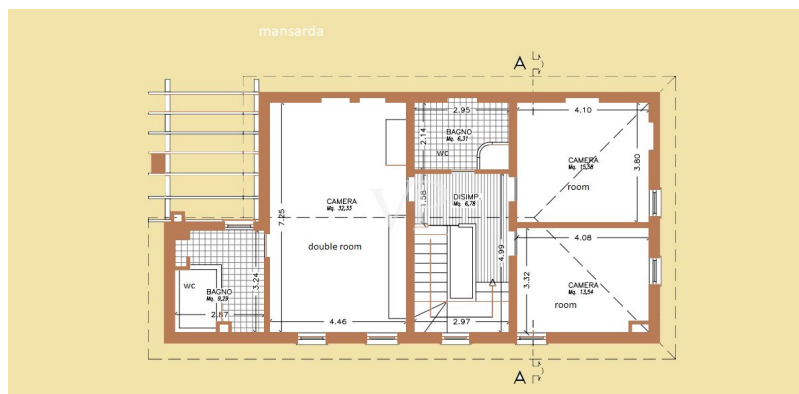 mansarda
A
2.95
4.10
2.14
BAGNO
Mq. 6,31
wc
CAMERA
Mq. 15,58
room
3.80
1.58
DISIMP.
Mq. 6,78
CAMERA
Mq. 32,33
7.25
double room
4.99
4.08
3.32
CAMERA
Mq. 13,54
room
wc
BAGNO
Mq. 9,29
3.24
2.87
4.46
2.97
A